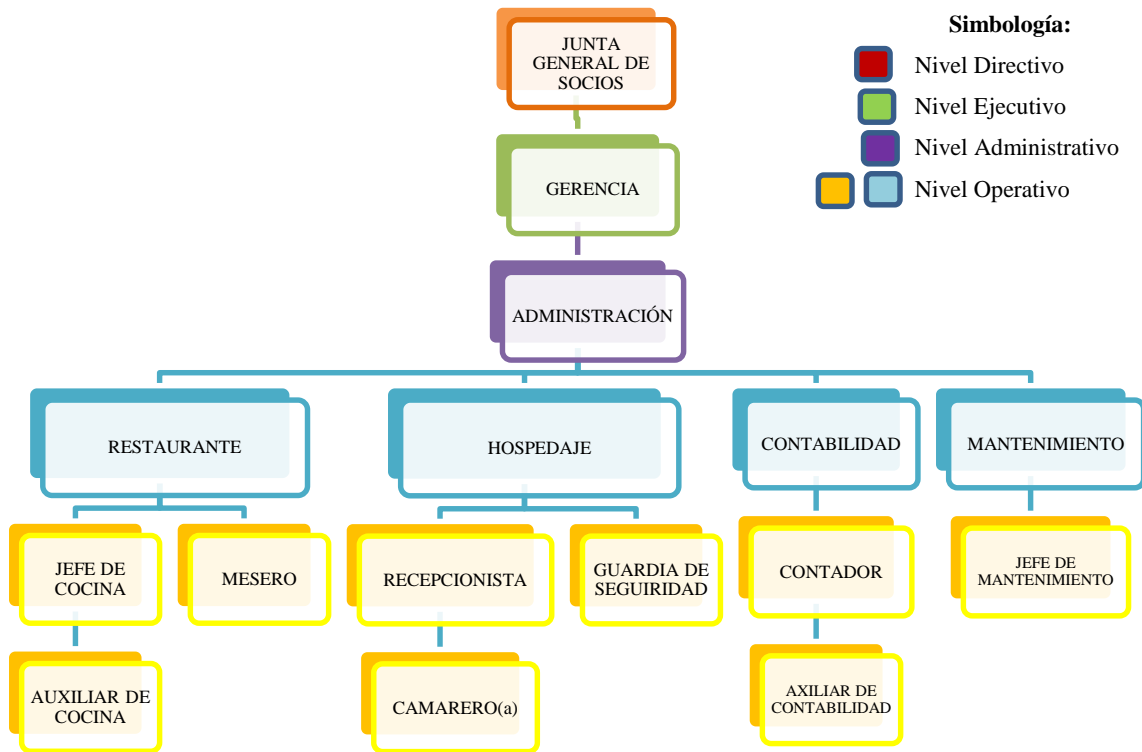 JUNTA
GENERAL DE
SOCIOS
Simbología:
Nivel Directivo
Nivel Ejecutivo
Nivel Administrativo
Nivel Operativo
GERENCIA
ADMINISTRACIÓN
RESTAURANTE
HOSPEDAJE
CONTABILIDAD
MANTENIMIENTO
JEFE DE
COCINA
MESERO
RECEPCIONISTA
GUARDIA DE
SEGUIRIDAD
CONTADOR
JEFE DE
MANTENIMIENTO
AUXILIAR DE
COCINA
CAMARERO(a)
AXILIAR DE
CONTABILIDAD